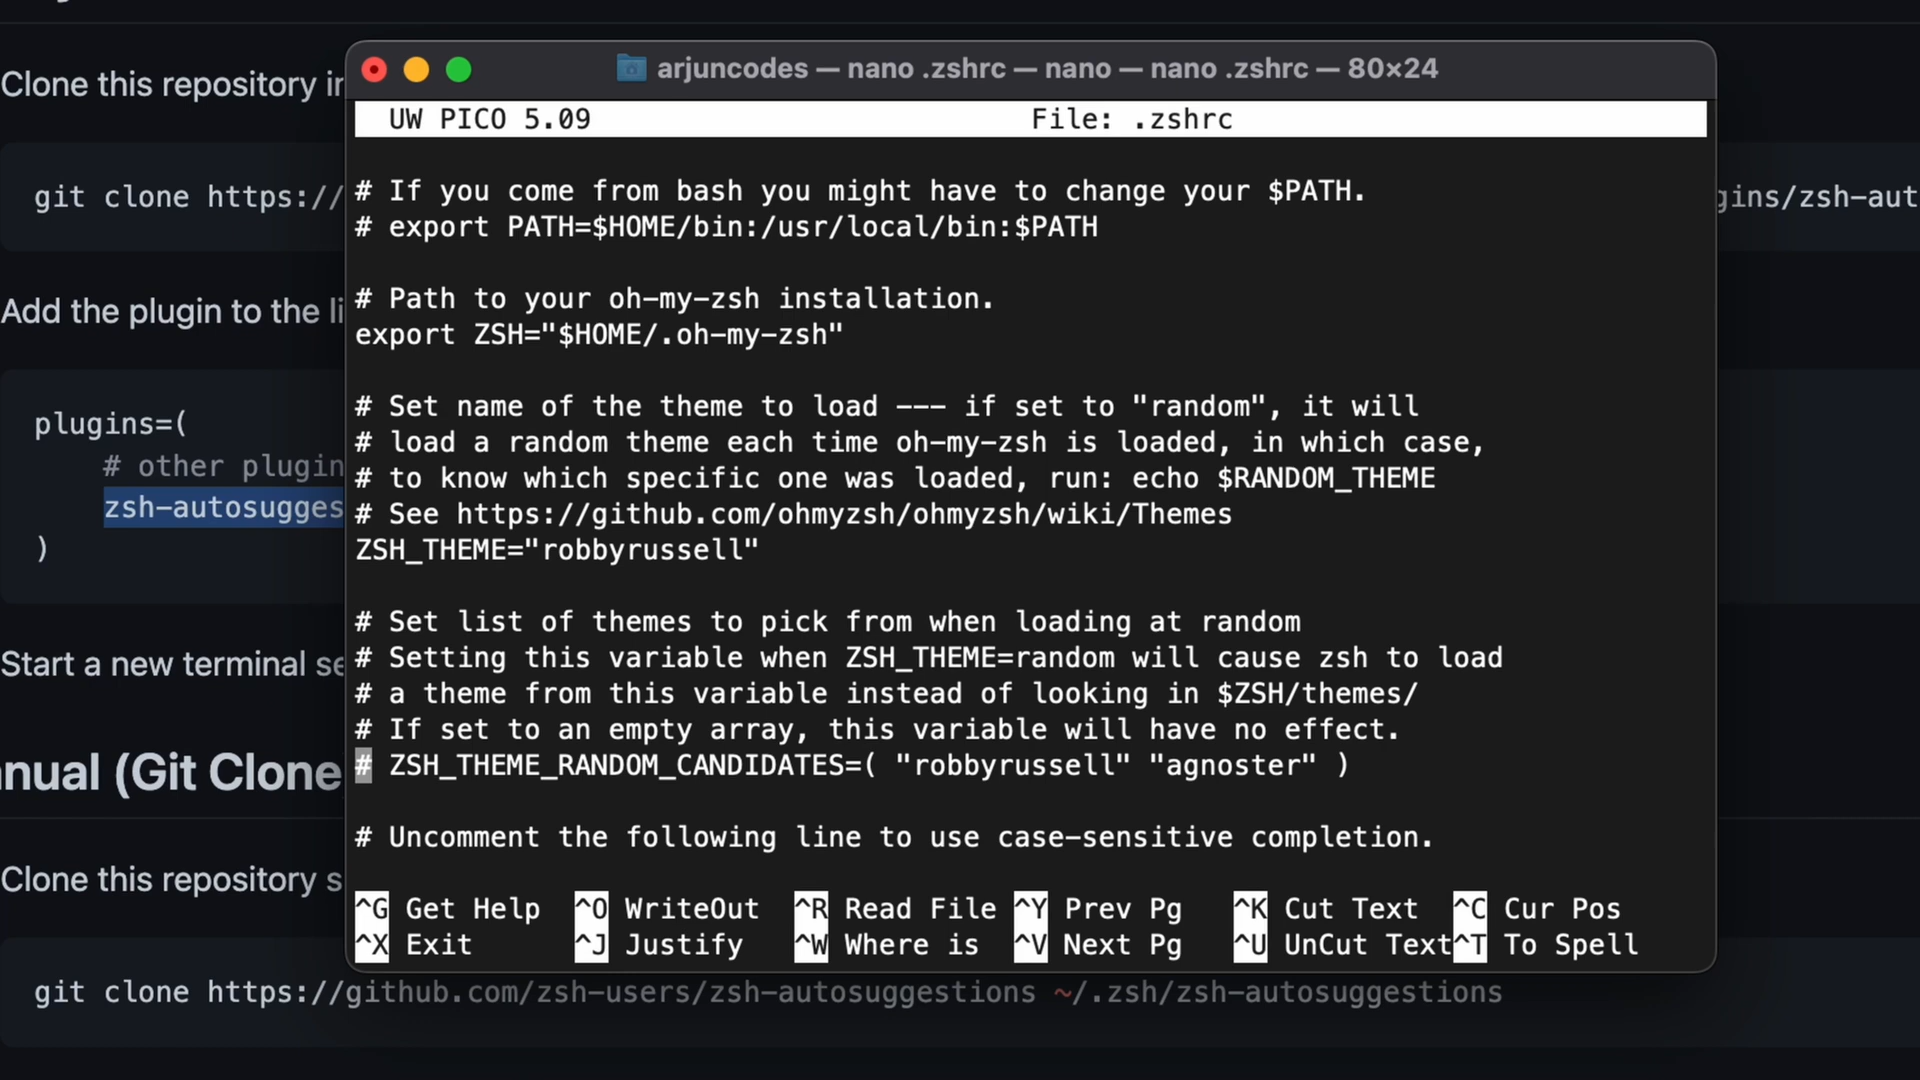 Clone this repository
git clone https://
Add the plugin to the
plugins=(
# other
zsh-autosugges
)
Start a new terminal
(Git Clone
Clone this repository
git clone https://github.com/zsh-users/zsh-autosuggestions ~/.zsh/zsh-autosuggestions
gins/zsh-aut
arjuncodes — nano .zshrc — nano — nano .zshrc — 80×24
UW PICO 5.09 File: .zshrc
# If you come from bash you might have to change your $PATH.
# export PATH=$HOME/bin:/usr/local/bin:$PATH
# Path to your oh-my-zsh installation.
export ZSH="$HOME/.oh-my-zsh"
# Set name of the theme to load --- if set to "random", it will
# load a random theme each time oh-my-zsh is loaded, in which case,
# to know which specific one was loaded, run: echo $RANDOM_THEME
# See https://github.com/ohmyzsh/ohmyzsh/wiki/Themes
ZSH_THEME="robbyrussell"
# Set list of themes to pick from when loading at random
# Setting this variable when ZSH_THEME=random will cause zsh to load
# a theme from this variable instead of looking in $ZSH/themes/
# If set to an empty array, this variable will have no effect.
# ZSH_THEME_RANDOM_CANDIDATES=( "robbyrussell" "agnoster" )
# Uncomment the following line to use case-sensitive completion.
^G Get Help ^O WriteOut ^R Read File ^Y Prev Pg ^K Cut Text ^C Cur Pos
^X Exit ^J Justify ^W Where is ^V Next Pg ^U UnCut Text ^T To Spell